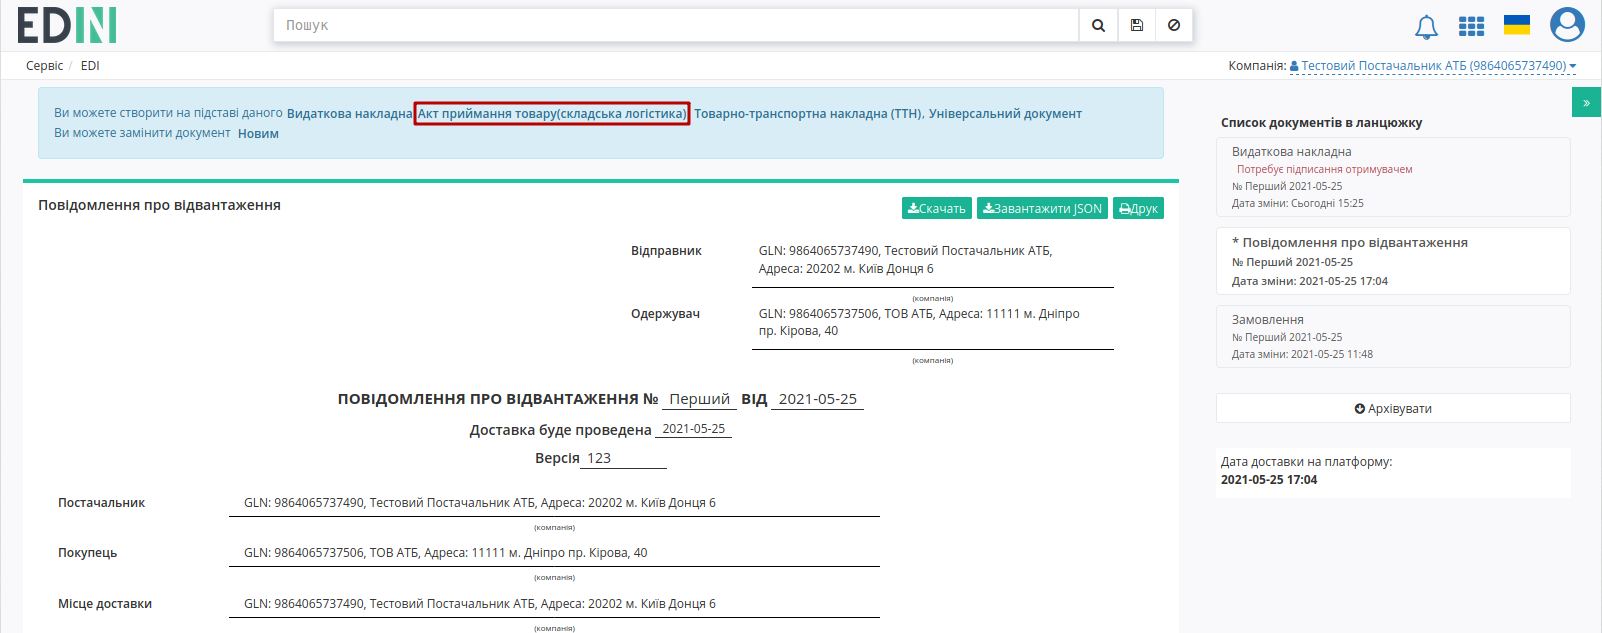 EDIN
Пошук
Сервіс / EDI
Компанія: Тестовий Постачальник АТБ (9864065737490)
Ви можете створити на підставі даного Видаткова накладна Акт приймання товару(складська логістика) Товарно-транспортна накладна (ТТН), Універсальний документ
Ви можете замінити документ Новим
»
Повідомлення про відвантаження
Скачать Завантажити JSON Друк
Відправник GLN: 9864065737490, Тестовий Постачальник АТБ,
Адреса: 20202 м. Київ Донця 6
(компанія)
Одержувач GLN: 9864065737506, ТОВ АТБ, Адреса: 11111 м. Дніпро
пр. Кірова, 40
(компанія)
ПОВІДОМЛЕННЯ ПРО ВІДВАНТАЖЕННЯ № Перший ВІД 2021-05-25
Доставка буде проведена 2021-05-25
Версія 123
Постачальник GLN: 9864065737490, Тестовий Постачальник АТБ, Адреса: 20202 м. Київ Донця 6
(компанія)
Покупець GLN: 9864065737506, ТОВ АТБ, Адреса: 11111 м. Дніпро пр. Кірова, 40
(компанія)
Місце доставки GLN: 9864065737490, Тестовий Постачальник АТБ, Адреса: 20202 м. Київ Донця 6
(компанія)
Список документів в ланцюжку
Видаткова накладна
Потребує підписання отримувачем
№ Перший 2021-05-25
Дата зміни: Сьогодні 15:25
* Повідомлення про відвантаження
№ Перший 2021-05-25
Дата зміни: 2021-05-25 17:04
Замовлення
№ Перший 2021-05-25
Дата зміни: 2021-05-25 11:48
Архівувати
Дата доставки на платформу:
2021-05-25 17:04